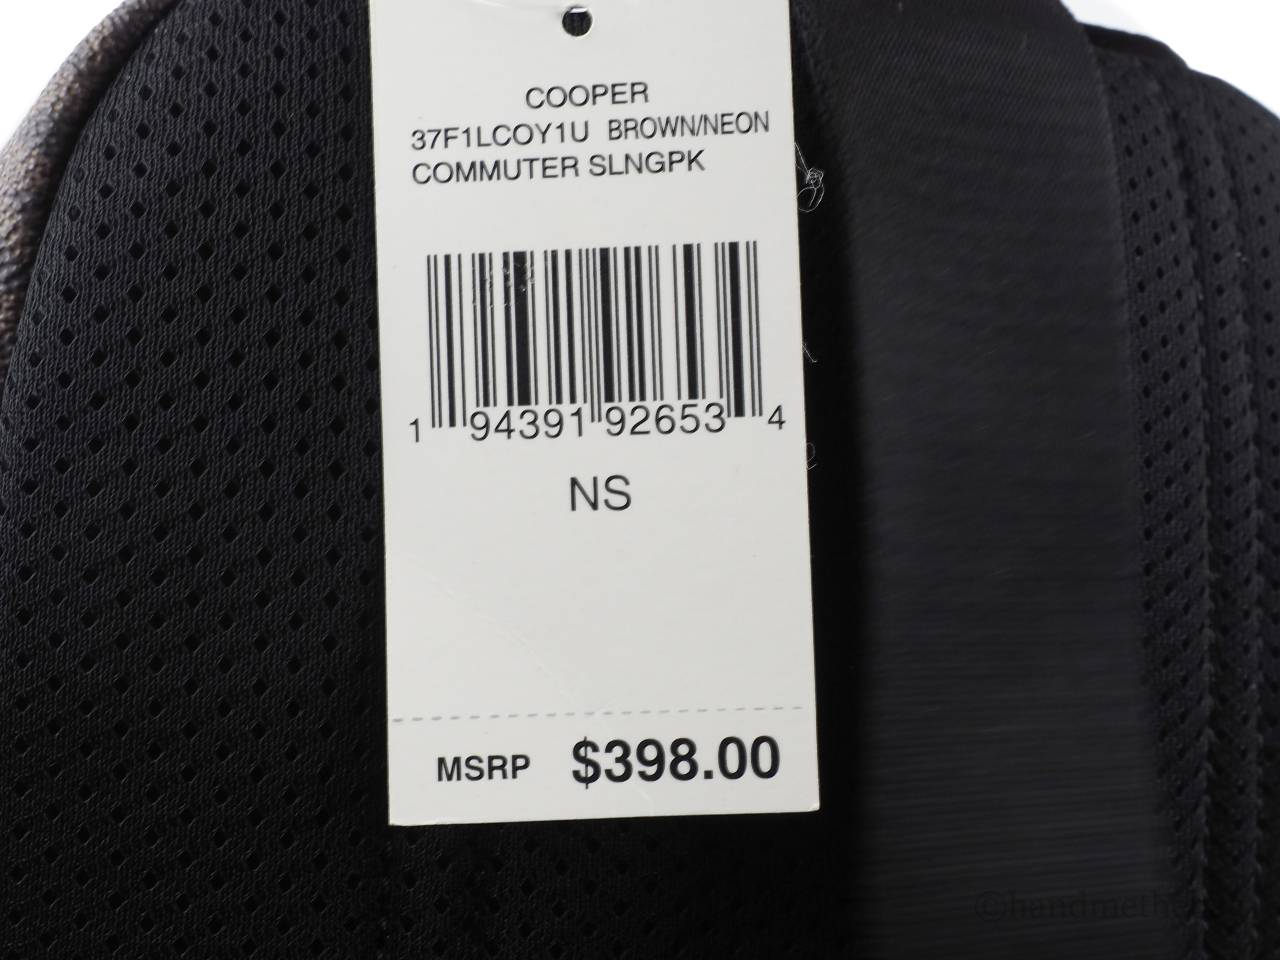 COOPER
37F1LCOY1U BROWN/NEON
COMMUTER SLNGPK
1 94391 92653 4
NS
MSRP $398.00